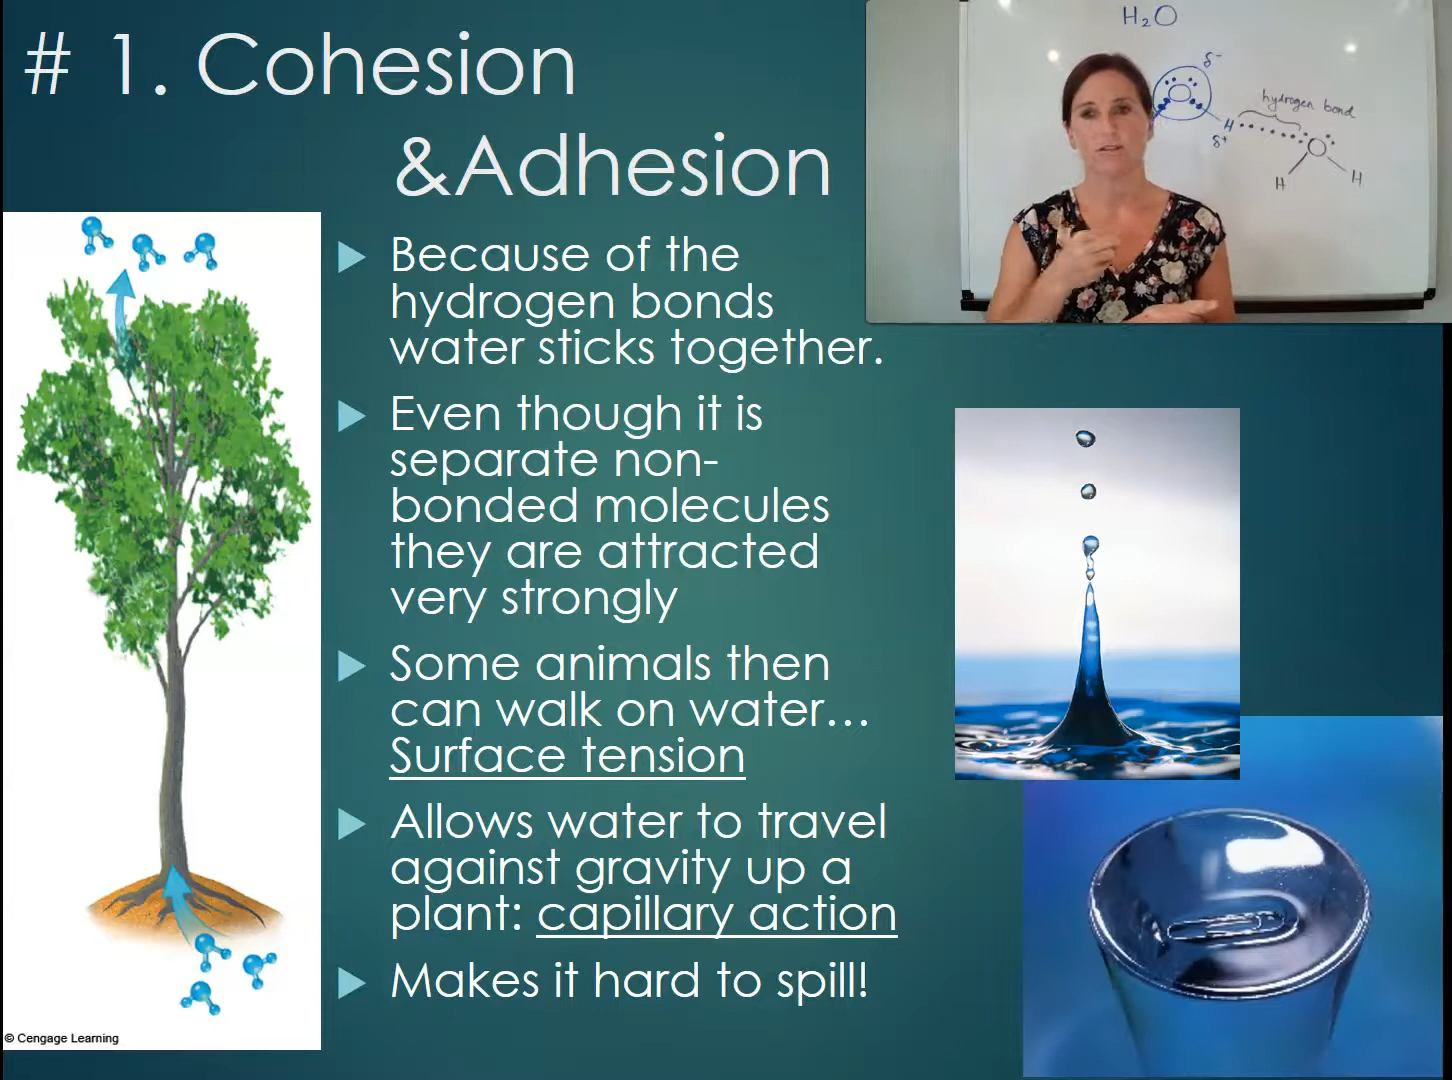 # 1. Cohesion
&Adhesion
Because of the
hydrogen bonds
water sticks together.
Even though it is
separate non-
bonded molecules
they are attracted
very strongly
Some animals then
can walk on water...
Surface tension
Allows water to travel
against gravity up a
plant: capillary action
Makes it hard to spill!
© Cengage Learning
H₂O
δ⁻
hydrogen bond
H
δ⁺
O
H
H